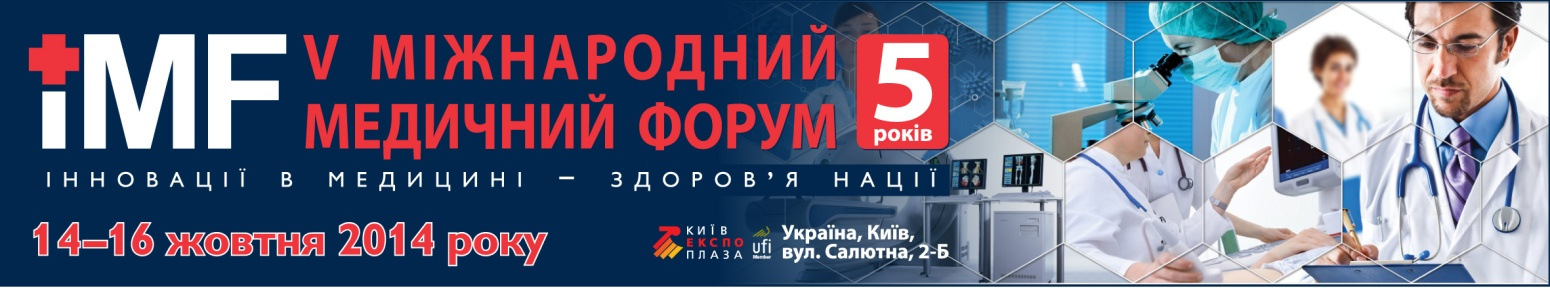 iMF
V МІЖНАРОДНИЙ
МЕДИЧНИЙ ФОРУМ
5
років
ІННОВАЦІЇ В МЕДИЦИНІ – ЗДОРОВ'Я НАЦІЇ
14–16 жовтня 2014 року
КИЇВ
ЕКСПО
ПЛАЗА
ufi
Member
Україна, Київ,
вул. Салютна, 2-Б